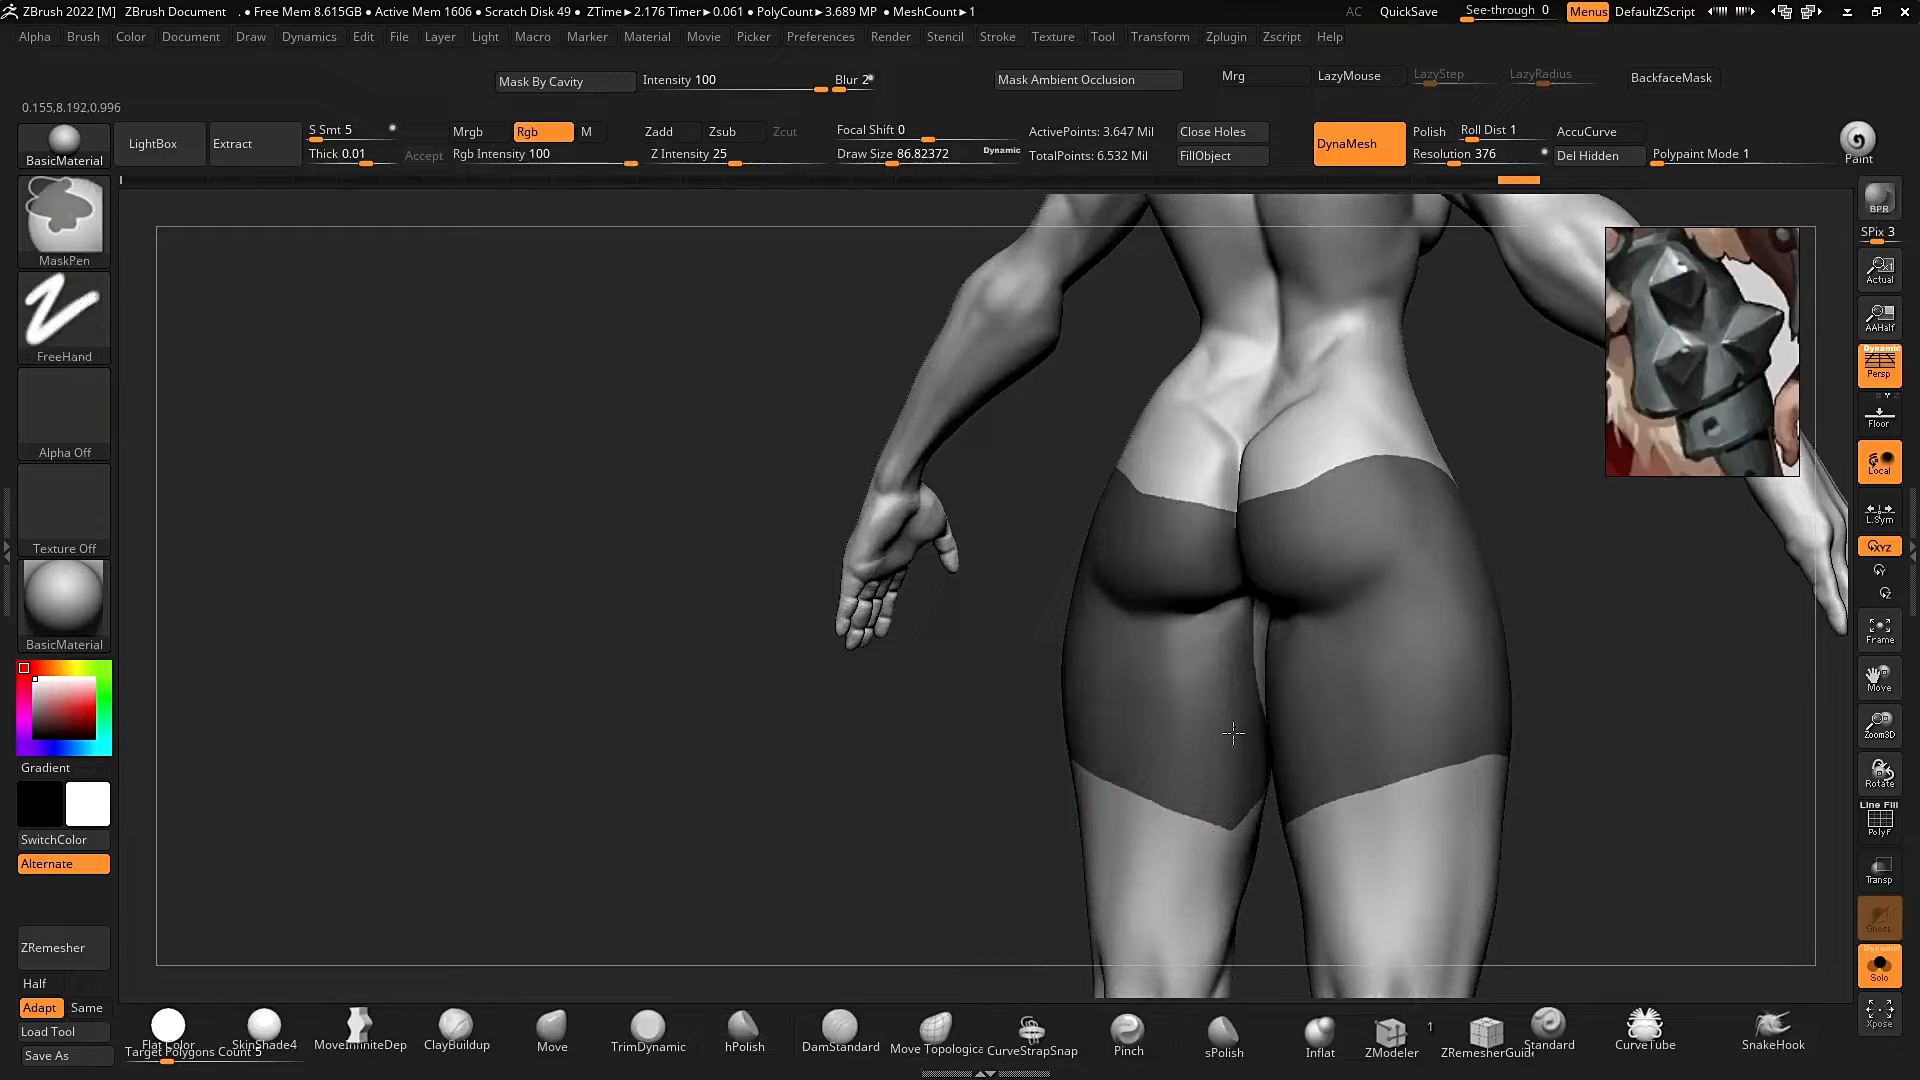 ZBrush 2022 [M] ZBrush Document . ● Free Mem 8.615GB ● Active Mem 1606 ● Scratch Disk 49 ● ZTime►2.176 Timer►0.061 ● PolyCount►3.689 MP ● MeshCount►1 AC QuickSave See-through 0 Menus DefaultZScript
Alpha Brush Color Document Draw Dynamics Edit File Layer Light Macro Marker Material Movie Picker Preferences Render Stencil Stroke Texture Tool Transform Zplugin Zscript Help
Mask By Cavity Intensity 100 Blur 2 Mask Ambient Occlusion Mrg LazyMouse LazyStep LazyRadius BackfaceMask
0.155,8.192,0.996
BasicMaterial LightBox Extract S Smt 5 Mrgb Rgb M Zadd Zsub Zcut Focal Shift 0 ActivePoints: 3.647 Mil Close Holes DynaMesh Polish Roll Dist 1 AccuCurve Paint
Thick 0.01 Accept Rgb Intensity 100 Z Intensity 25 Draw Size 86.82372 Dynamic TotalPoints: 6.532 Mil FillObject Resolution 376 Del Hidden Polypaint Mode 1
MaskPen
FreeHand
Alpha Off
Texture Off
BasicMaterial
Gradient
SwitchColor
Alternate
ZRemesher
Half
Adapt Same
Load Tool
Save As
BPR
SPix 3
Actual
AAHalf
Dynamic
Persp
Floor
Local
L.Sym
XYZ
Y
Z
Frame
Move
Zoom3D
Rotate
Line Fill
PolyF
Transp
Ghost
Dynamic
Solo
Xpose
Flat Color SkinShade4 MoveInfiniteDep ClayBuildup Move TrimDynamic hPolish DamStandard Move Topologica CurveStrapSnap Pinch sPolish Inflat ZModeler 1 ZRemesherGuide Standard CurveTube SnakeHook
Target Polygons Count 5